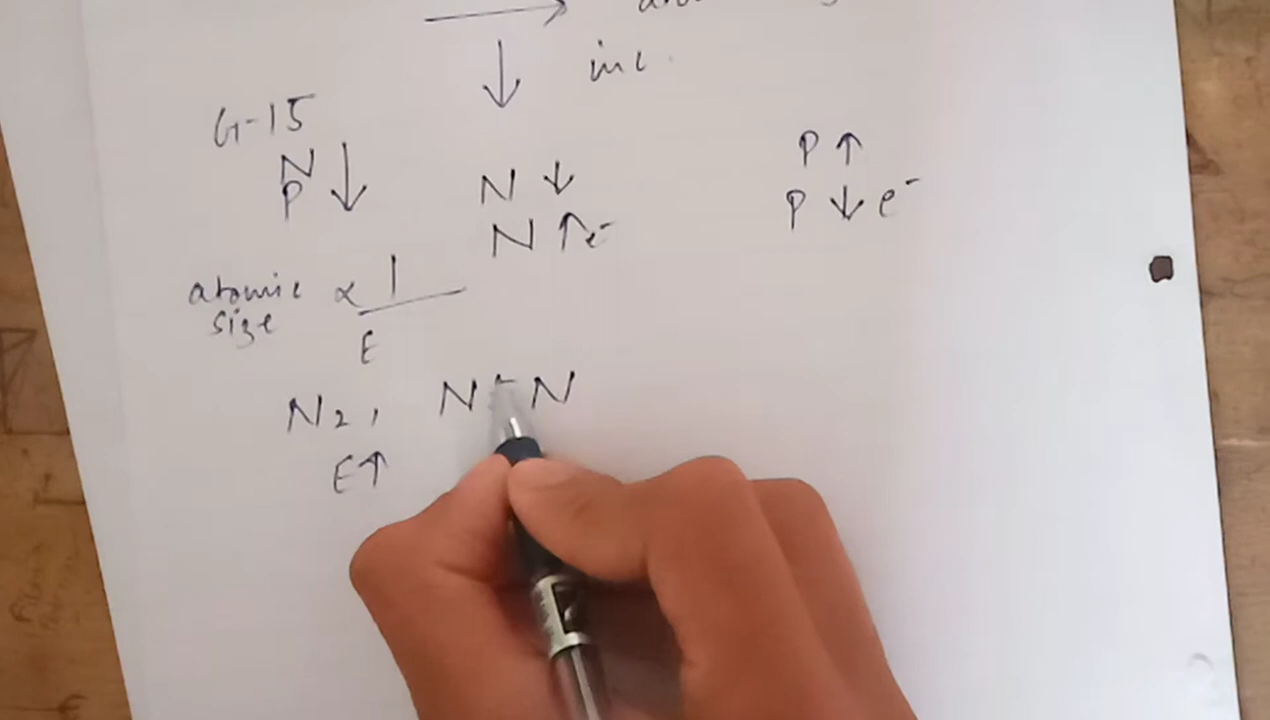 inc.
G-15
N
P
N ↓
N ↑ e⁻
P ↑
P ↓ e⁻
atomic ∝ 1
size E
N2, N N
E↑